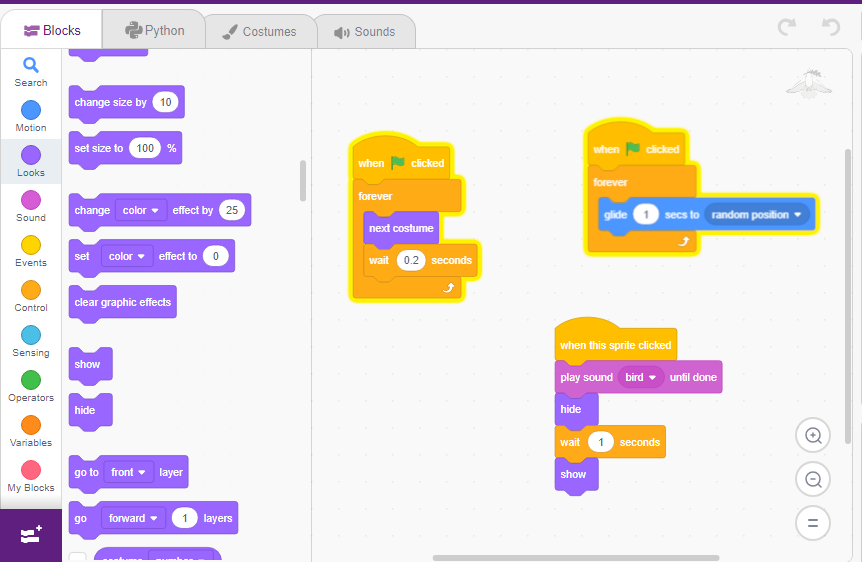 Blocks
Python
Costumes
Sounds
Search
Motion
Looks
Sound
Events
Control
Sensing
Operators
Variables
My Blocks
change size by 10
set size to 100 %
change color effect by 25
set color effect to 0
clear graphic effects
show
hide
go to front layer
go forward 1 layers
when clicked
forever
next costume
wait 0.2 seconds
when clicked
forever
glide 1 secs to random position
when this sprite clicked
play sound bird until done
hide
wait 1 seconds
show